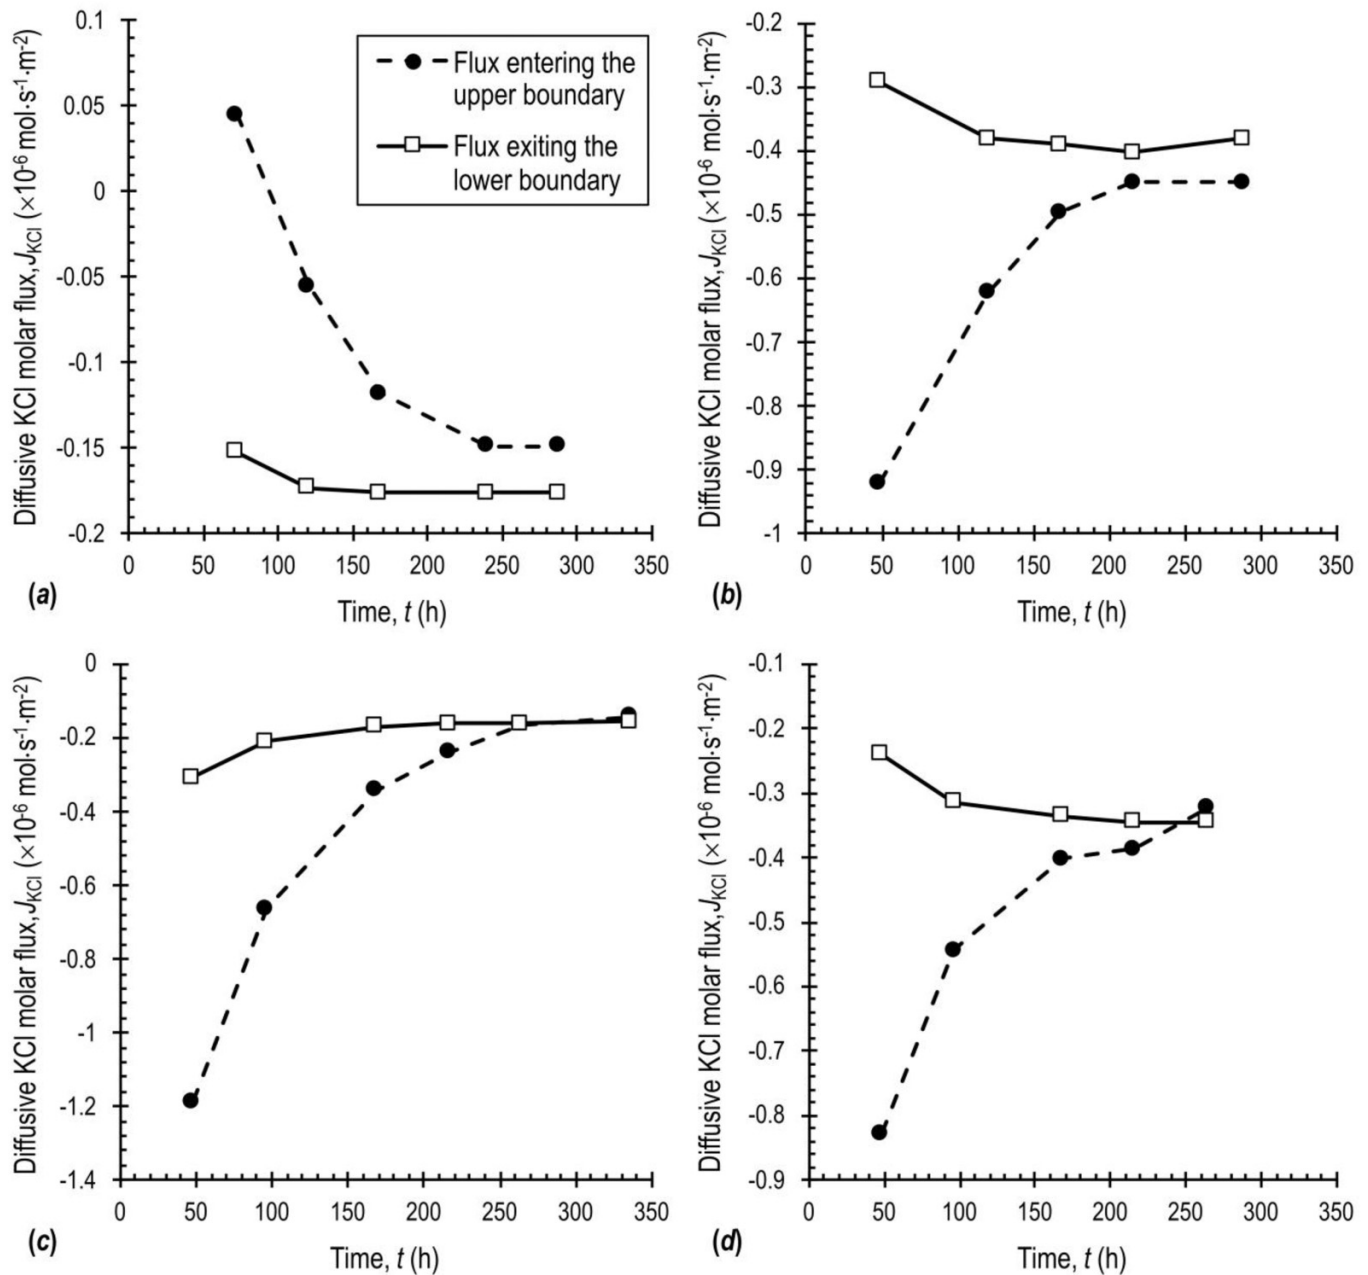 Diffusive KCl molar flux, J_KCl (×10⁻⁶ mol·s⁻¹·m⁻²)
0.1
0.05
0
-0.05
-0.1
-0.15
-0.2
Flux entering the
upper boundary
Flux exiting the
lower boundary
0 50 100 150 200 250 300 350
Time, t (h)
(a)
Diffusive KCl molar flux, J_KCl (×10⁻⁶ mol·s⁻¹·m⁻²)
-0.2
-0.3
-0.4
-0.5
-0.6
-0.7
-0.8
-0.9
-1
0 50 100 150 200 250 300 350
Time, t (h)
(b)
Diffusive KCl molar flux, J_KCl (×10⁻⁶ mol·s⁻¹·m⁻²)
0
-0.2
-0.4
-0.6
-0.8
-1
-1.2
-1.4
0 50 100 150 200 250 300 350
Time, t (h)
(c)
Diffusive KCl molar flux, J_KCl (×10⁻⁶ mol·s⁻¹·m⁻²)
-0.1
-0.2
-0.3
-0.4
-0.5
-0.6
-0.7
-0.8
-0.9
0 50 100 150 200 250 300 350
Time, t (h)
(d)